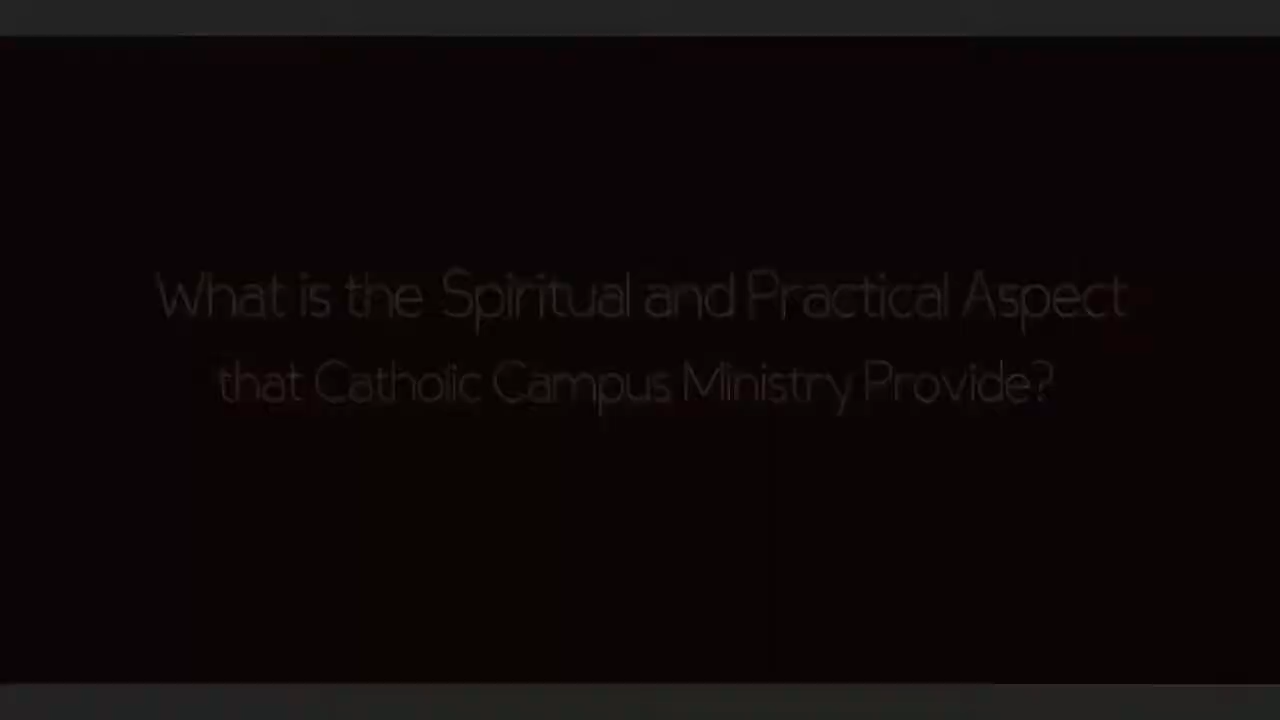 What is the Spiritual and Practical Aspect
that Catholic Campus Ministry Provide?